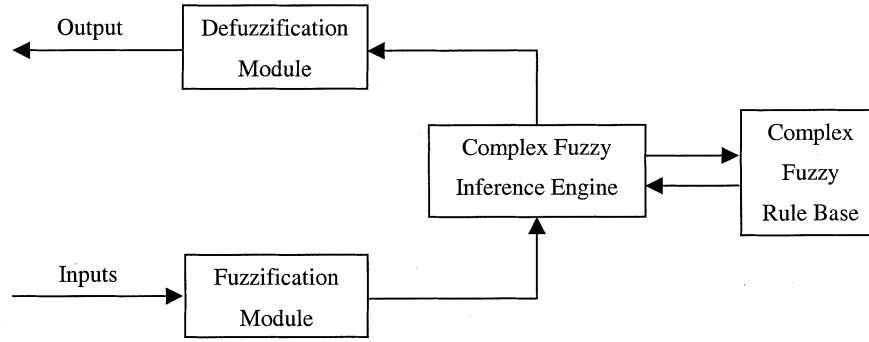 Output
Defuzzification
Module
Complex Fuzzy
Inference Engine
Complex
Fuzzy
Rule Base
Inputs
Fuzzification
Module